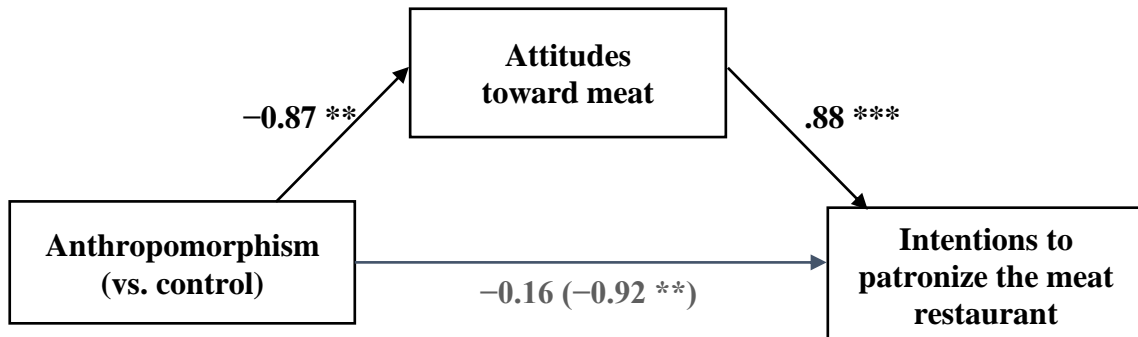 Attitudes
toward meat
−0.87 **
.88 ***
Anthropomorphism
(vs. control)
−0.16 (−0.92 **)
Intentions to
patronize the meat
restaurant